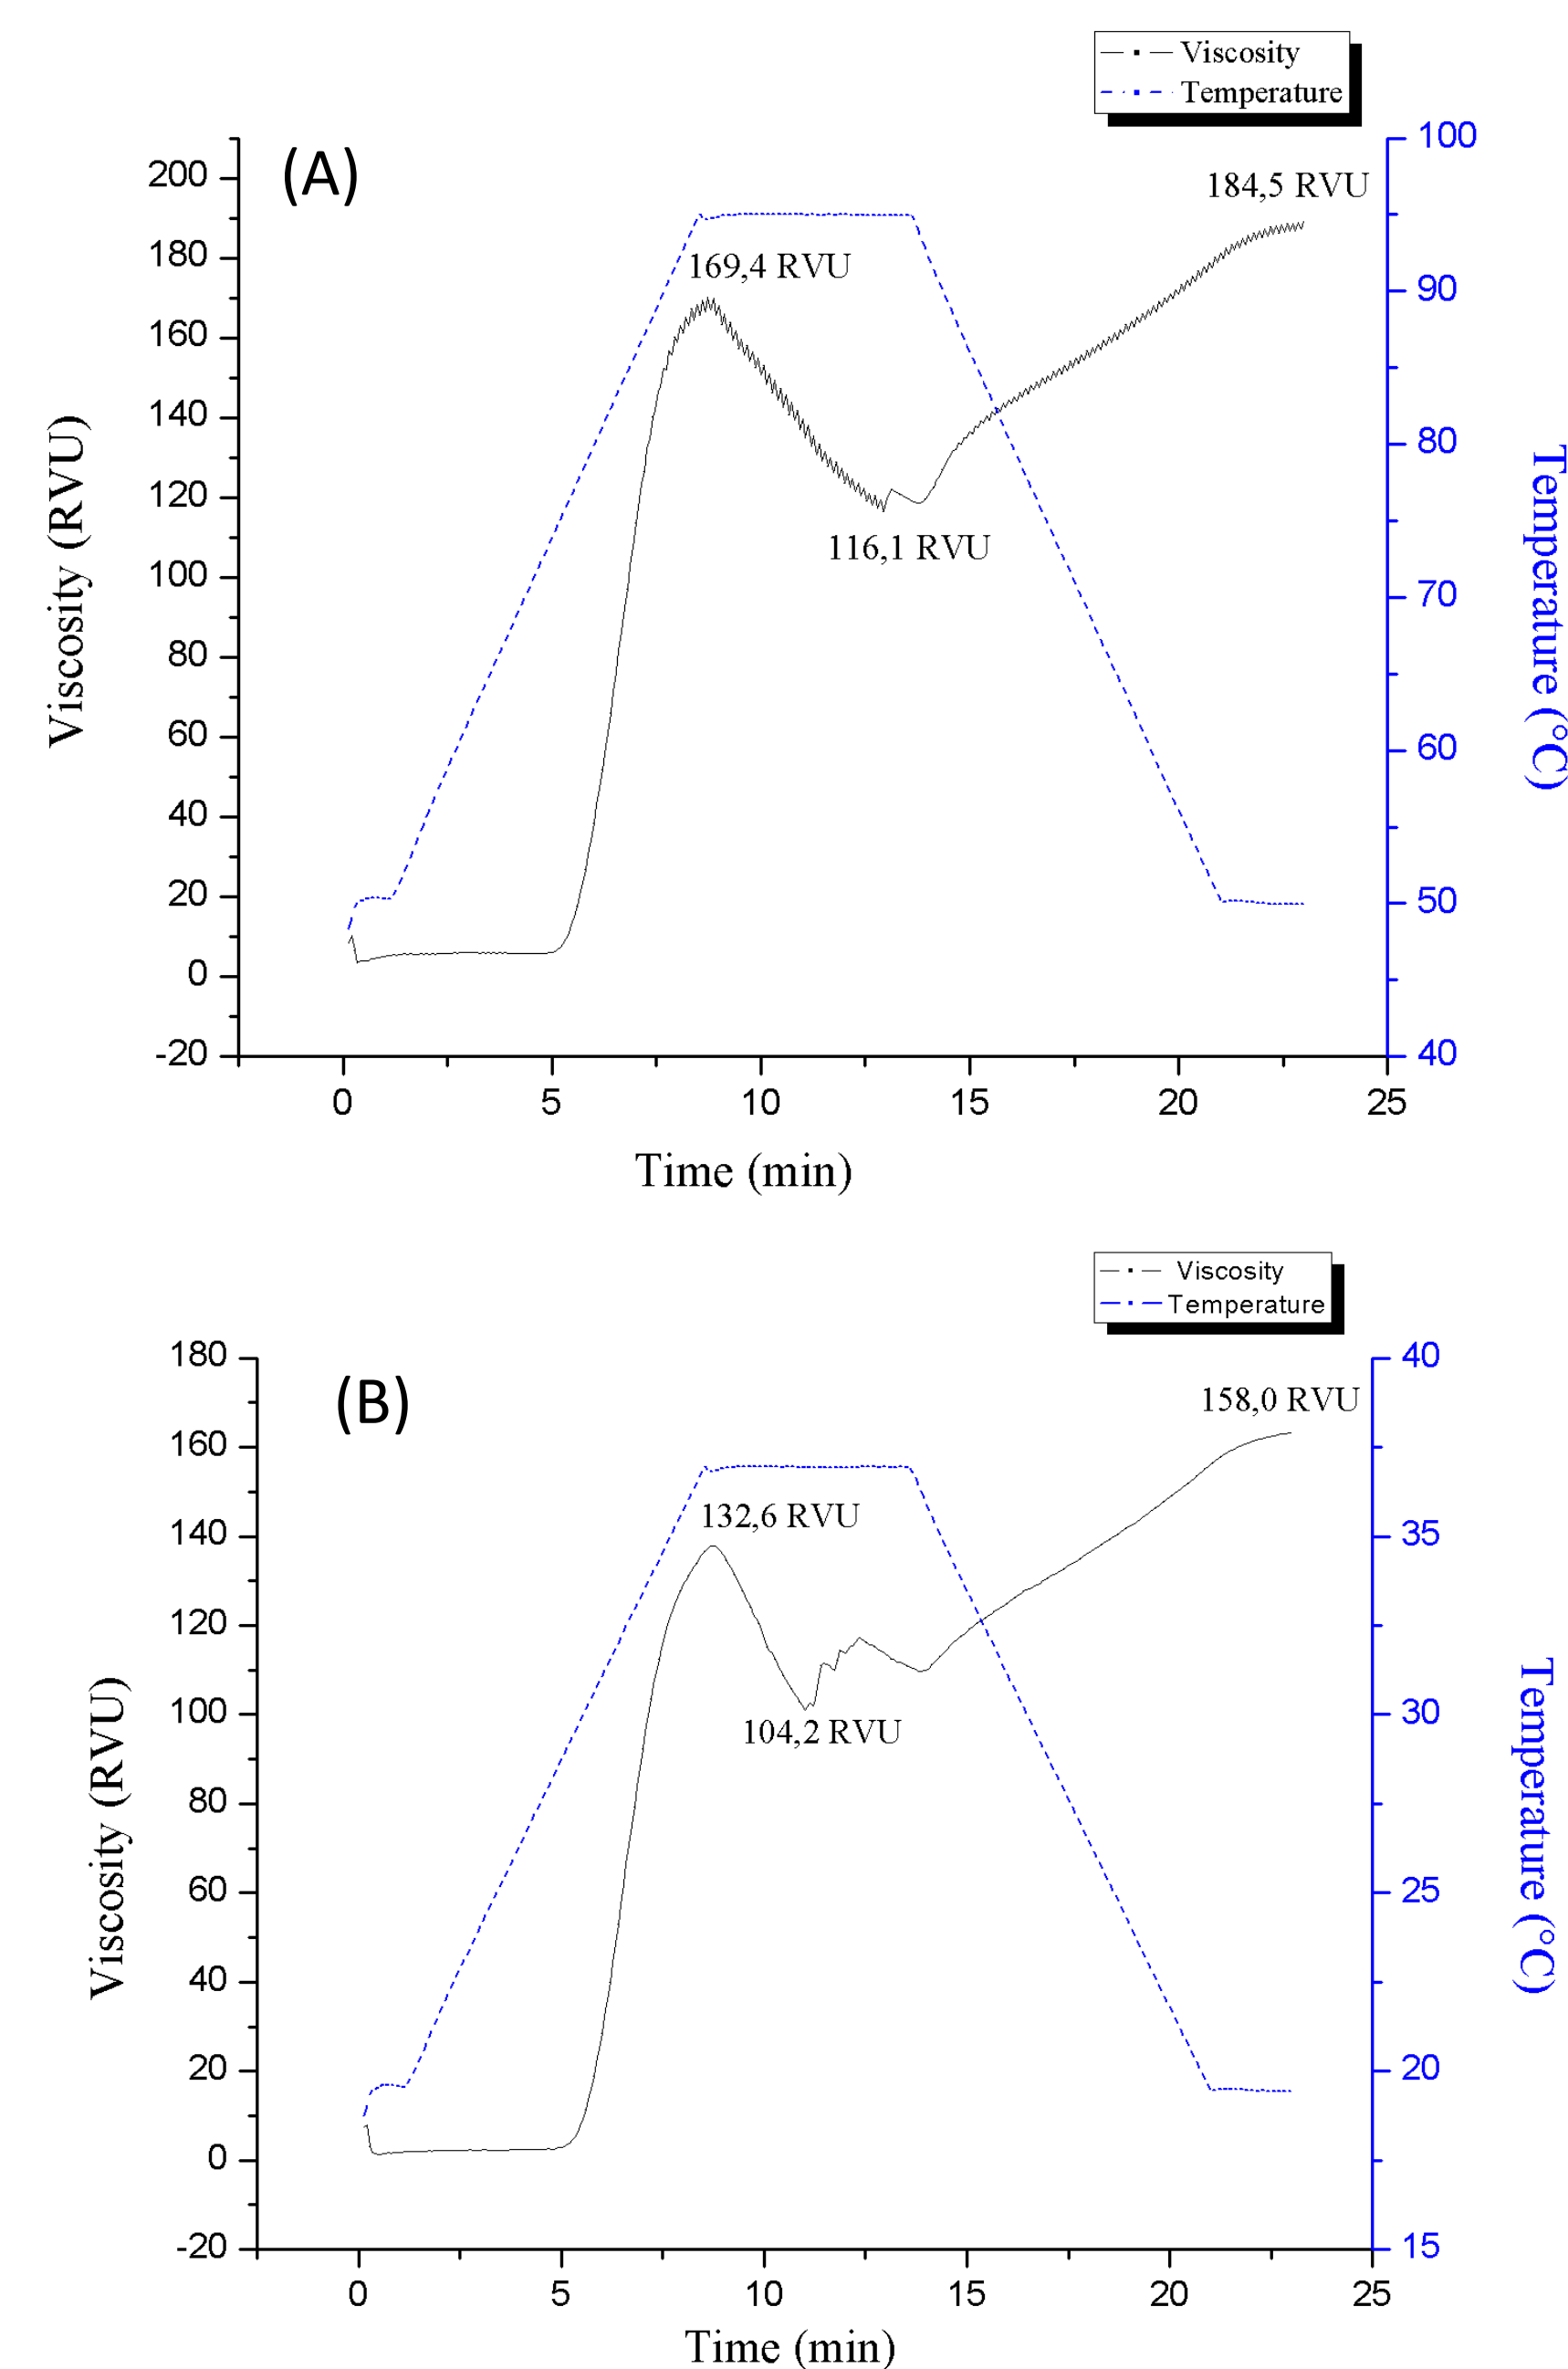 Viscosity
Temperature
(A)
184,5 RVU
169,4 RVU
116,1 RVU
200
180
160
140
120
100
80
60
40
20
0
-20
Viscosity (RVU)
100
90
80
70
60
50
40
Temperature (°C)
0 5 10 15 20 25
Time (min)
Viscosity
Temperature
(B)
158,0 RVU
132,6 RVU
104,2 RVU
180
160
140
120
100
80
60
40
20
0
-20
Viscosity (RVU)
40
35
30
25
20
15
Temperature (°C)
0 5 10 15 20 25
Time (min)